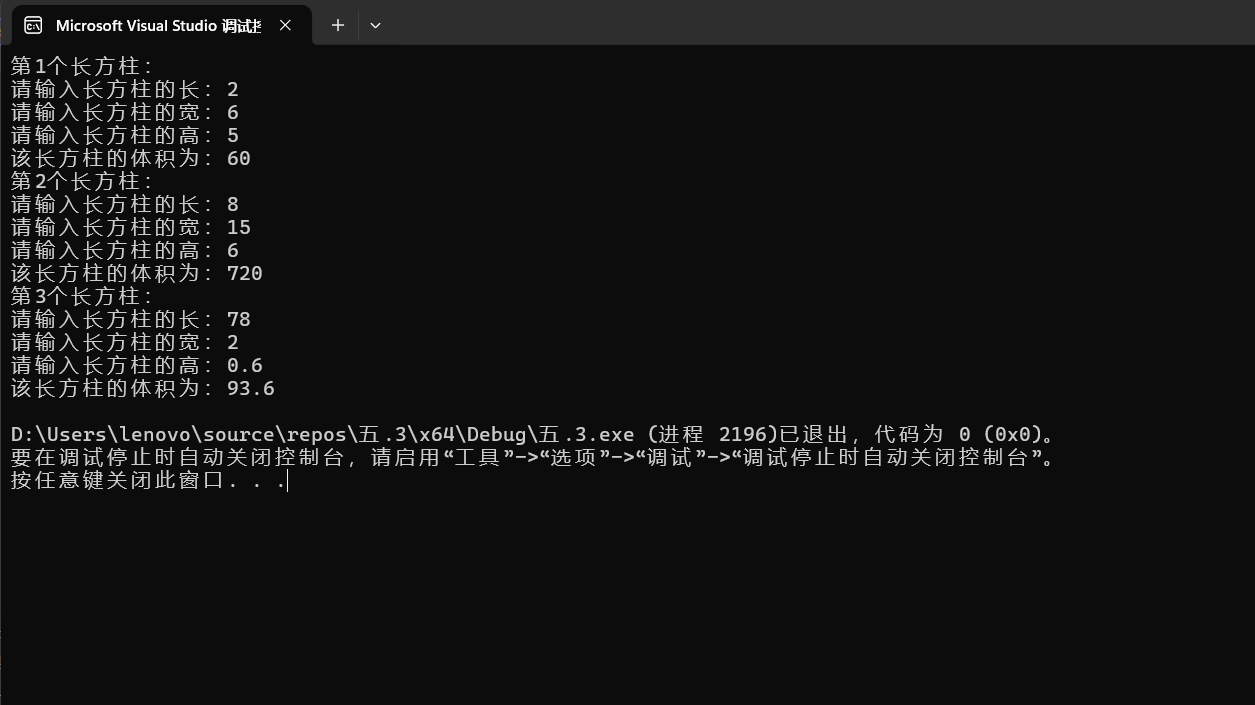 Microsoft Visual Studio 调试控
第1个长方柱：
请输入长方柱的长：2
请输入长方柱的宽：6
请输入长方柱的高：5
该长方柱的体积为：60
第2个长方柱：
请输入长方柱的长：8
请输入长方柱的宽：15
请输入长方柱的高：6
该长方柱的体积为：720
第3个长方柱：
请输入长方柱的长：78
请输入长方柱的宽：2
请输入长方柱的高：0.6
该长方柱的体积为：93.6
D:\Users\lenovo\source\repos\五.3\x64\Debug\五.3.exe (进程 2196)已退出，代码为 0 (0x0)。
要在调试停止时自动关闭控制台，请启用“工具”->“选项”->“调试”->“调试停止时自动关闭控制台”。
按任意键关闭此窗口. . .